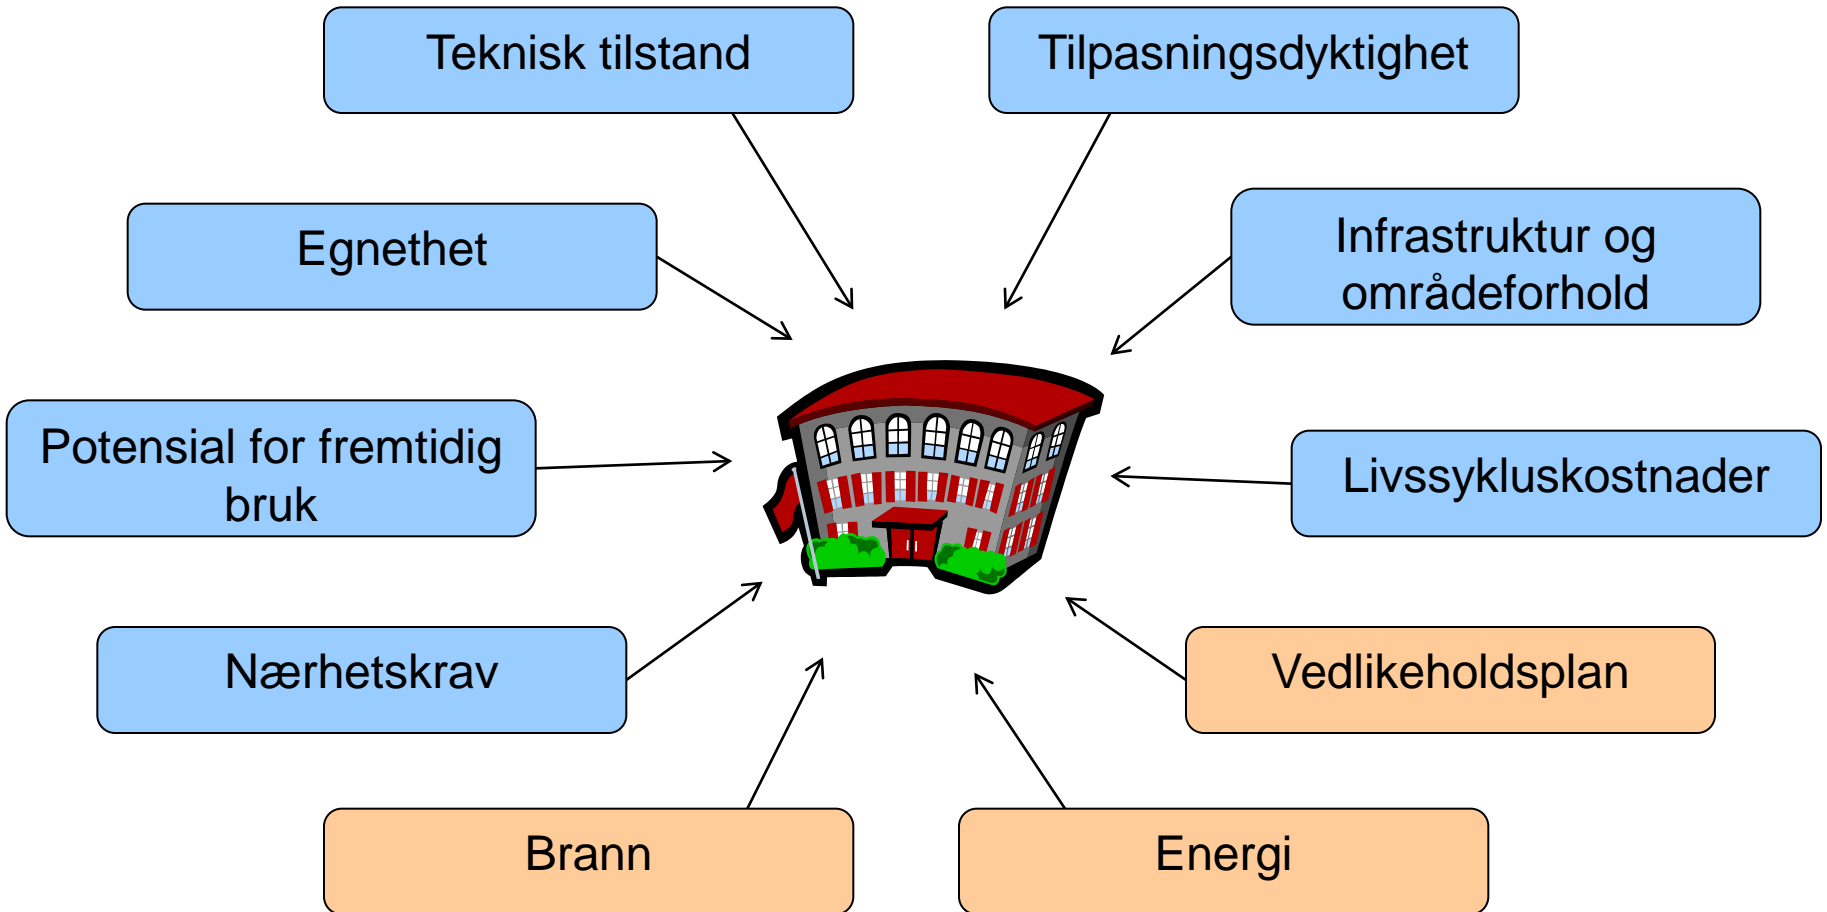 Teknisk tilstand
Tilpasningsdyktighet
Egnethet
Infrastruktur og
områdeforhold
Potensial for fremtidig
bruk
Livssykluskostnader
Nærhetskrav
Vedlikeholdsplan
Brann
Energi